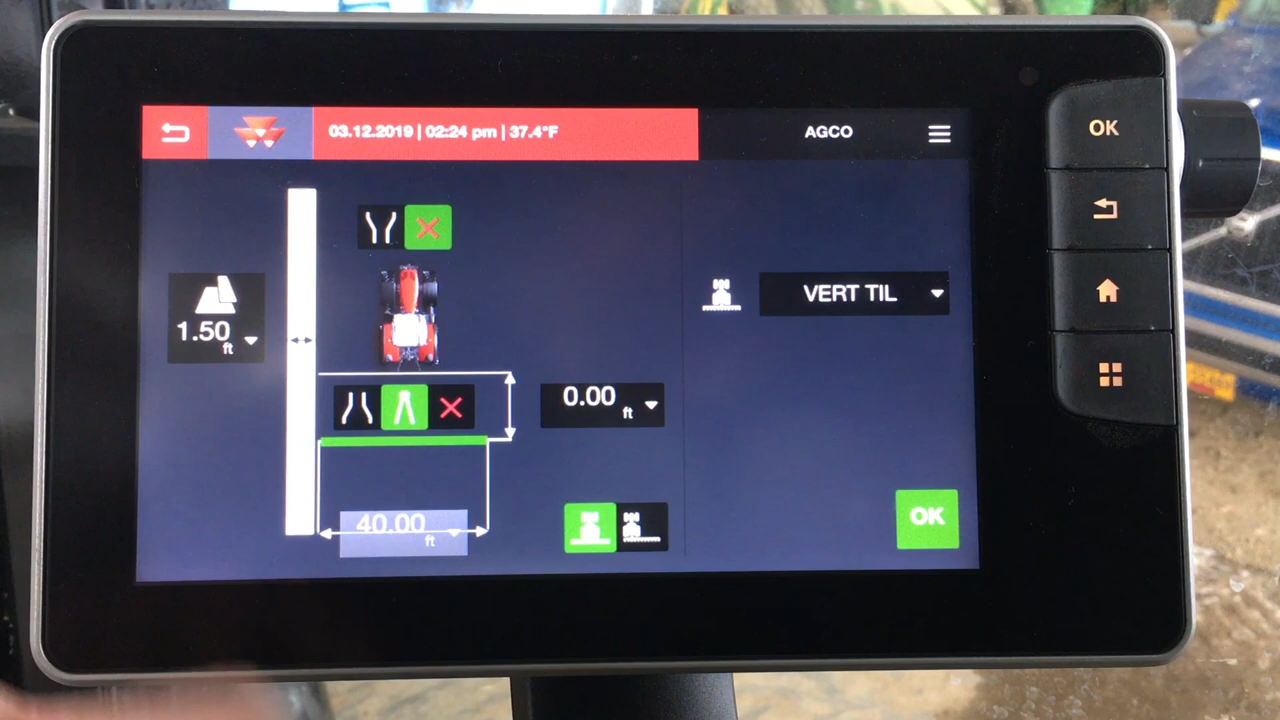 03.12.2019 | 02:24 pm | 37.4°F
AGCO
OK
1.50
ft
VERT TIL
0.00
ft
40.00
ft
OK